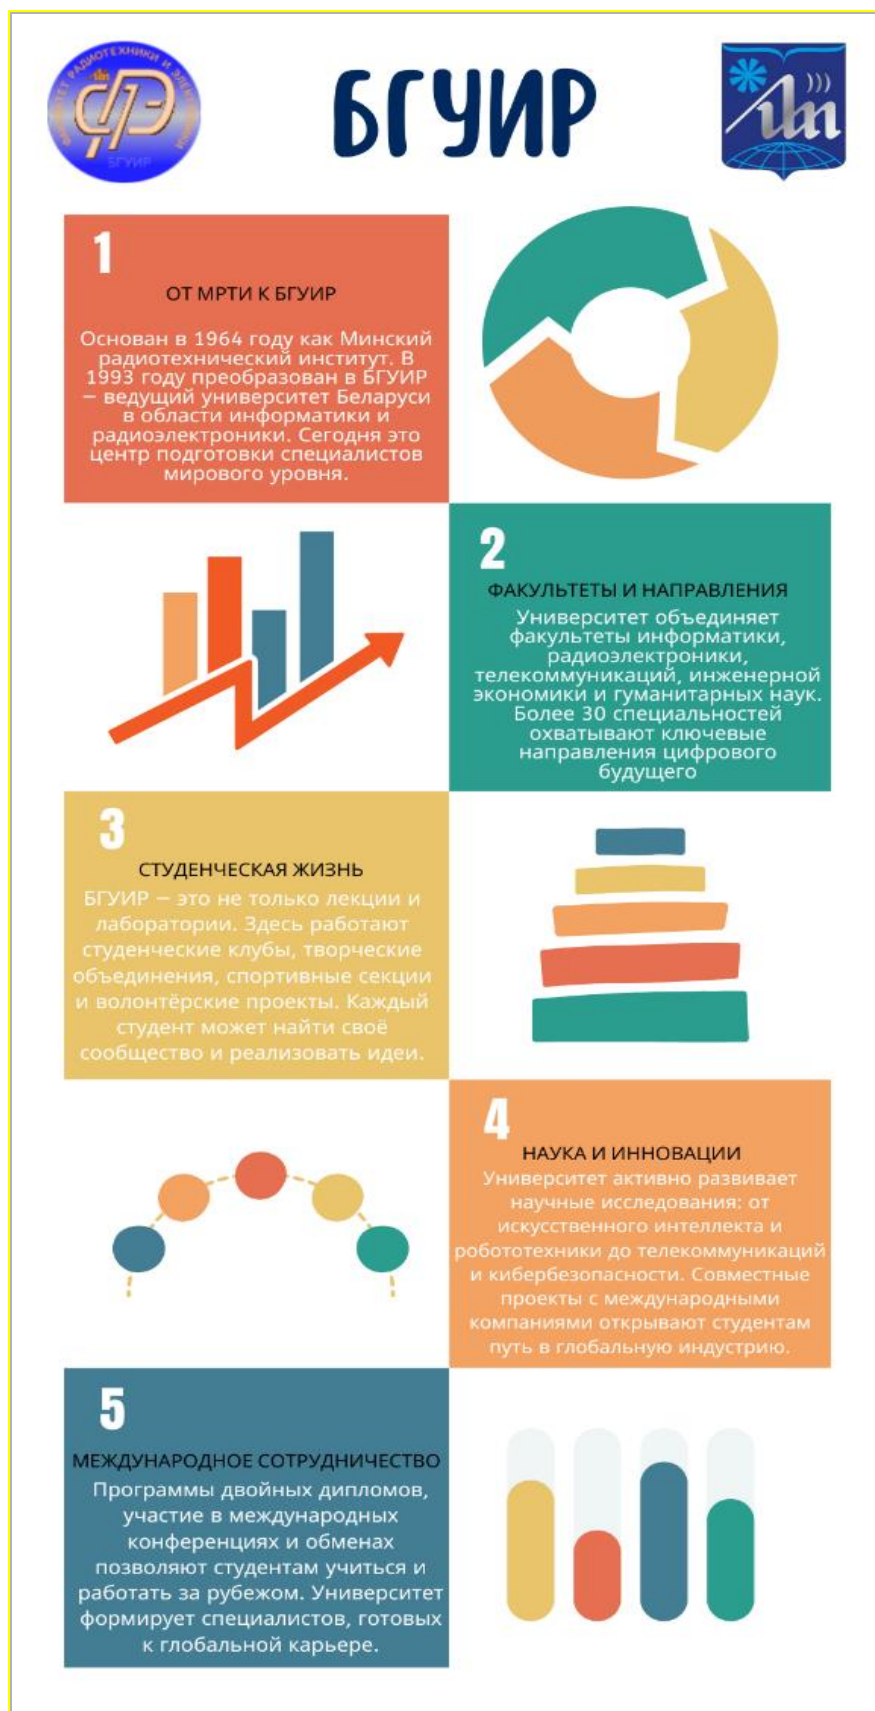 ФАКУЛЬТЕТ РАДИОТЕХНИКИ И ЭЛЕКТРОНИКИ
ФРЭ
БГУИР
БГУИР
1
ОТ МРТИ К БГУИР
Основан в 1964 году как Минский
радиотехнический институт. В
1993 году преобразован в БГУИР
– ведущий университет Беларуси
в области информатики и
радиоэлектроники. Сегодня это
центр подготовки специалистов
мирового уровня.
2
ФАКУЛЬТЕТЫ И НАПРАВЛЕНИЯ
Университет объединяет
факультеты информатики,
радиоэлектроники,
телекоммуникаций, инженерной
экономики и гуманитарных наук.
Более 30 специальностей
охватывают ключевые
направления цифрового
будущего
3
СТУДЕНЧЕСКАЯ ЖИЗНЬ
БГУИР – это не только лекции и
лаборатории. Здесь работают
студенческие клубы, творческие
объединения, спортивные секции
и волонтёрские проекты. Каждый
студент может найти своё
сообщество и реализовать идеи.
4
НАУКА И ИННОВАЦИИ
Университет активно развивает
научные исследования: от
искусственного интеллекта и
робототехники до телекоммуникаций
и кибербезопасности. Совместные
проекты с международными
компаниями открывают студентам
путь в глобальную индустрию.
5
МЕЖДУНАРОДНОЕ СОТРУДНИЧЕСТВО
Программы двойных дипломов,
участие в международных
конференциях и обменах
позволяют студентам учиться и
работать за рубежом. Университет
формирует специалистов, готовых
к глобальной карьере.